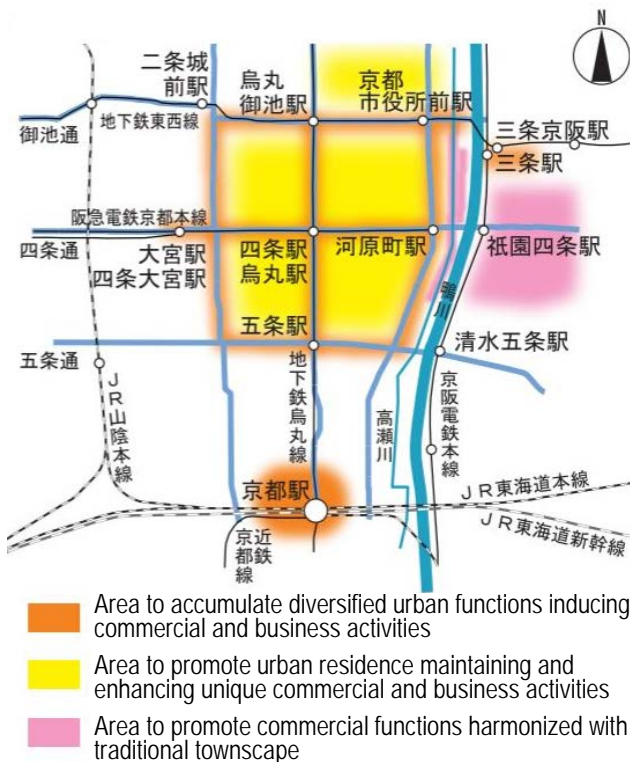 N
二条城
前駅
烏丸
御池駅
京都
市役所前駅
御池通
地下鉄東西線
三条京阪駅
三条駅
阪急電鉄京都本線
四条通
大宮駅
四条大宮駅
四条駅
烏丸駅
河原町駅
祇園四条駅
鴨川
五条駅
清水五条駅
五条通
JR山陰本線
地下鉄烏丸線
高瀬川
京阪電鉄本線
京都駅
JR東海道本線
JR東海道新幹線
近鉄
京都線
Area to accumulate diversified urban functions inducing
commercial and business activities
Area to promote urban residence maintaining and
enhancing unique commercial and business activities
Area to promote commercial functions harmonized with
traditional townscape